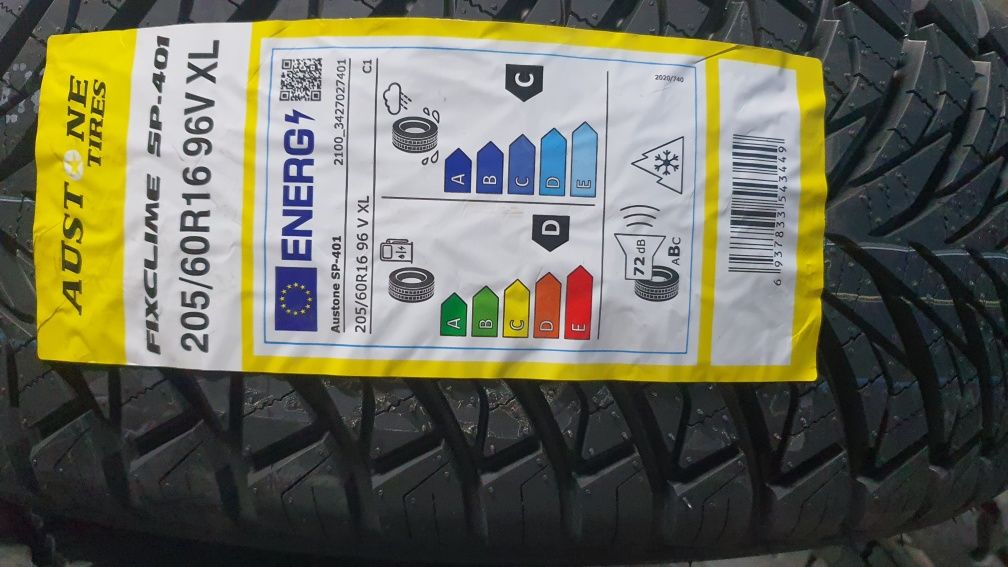 AUSTONE
TIRES
FIXCLIME SP-401
205/60R16 96V XL
ENERG
Austone SP-401
2100_3427027401
205/60R16 96 V XL
C1
A
B
C
D
E
D
A
B
C
D
E
C
72 dB
ABC
2020/740
6 937833 543449